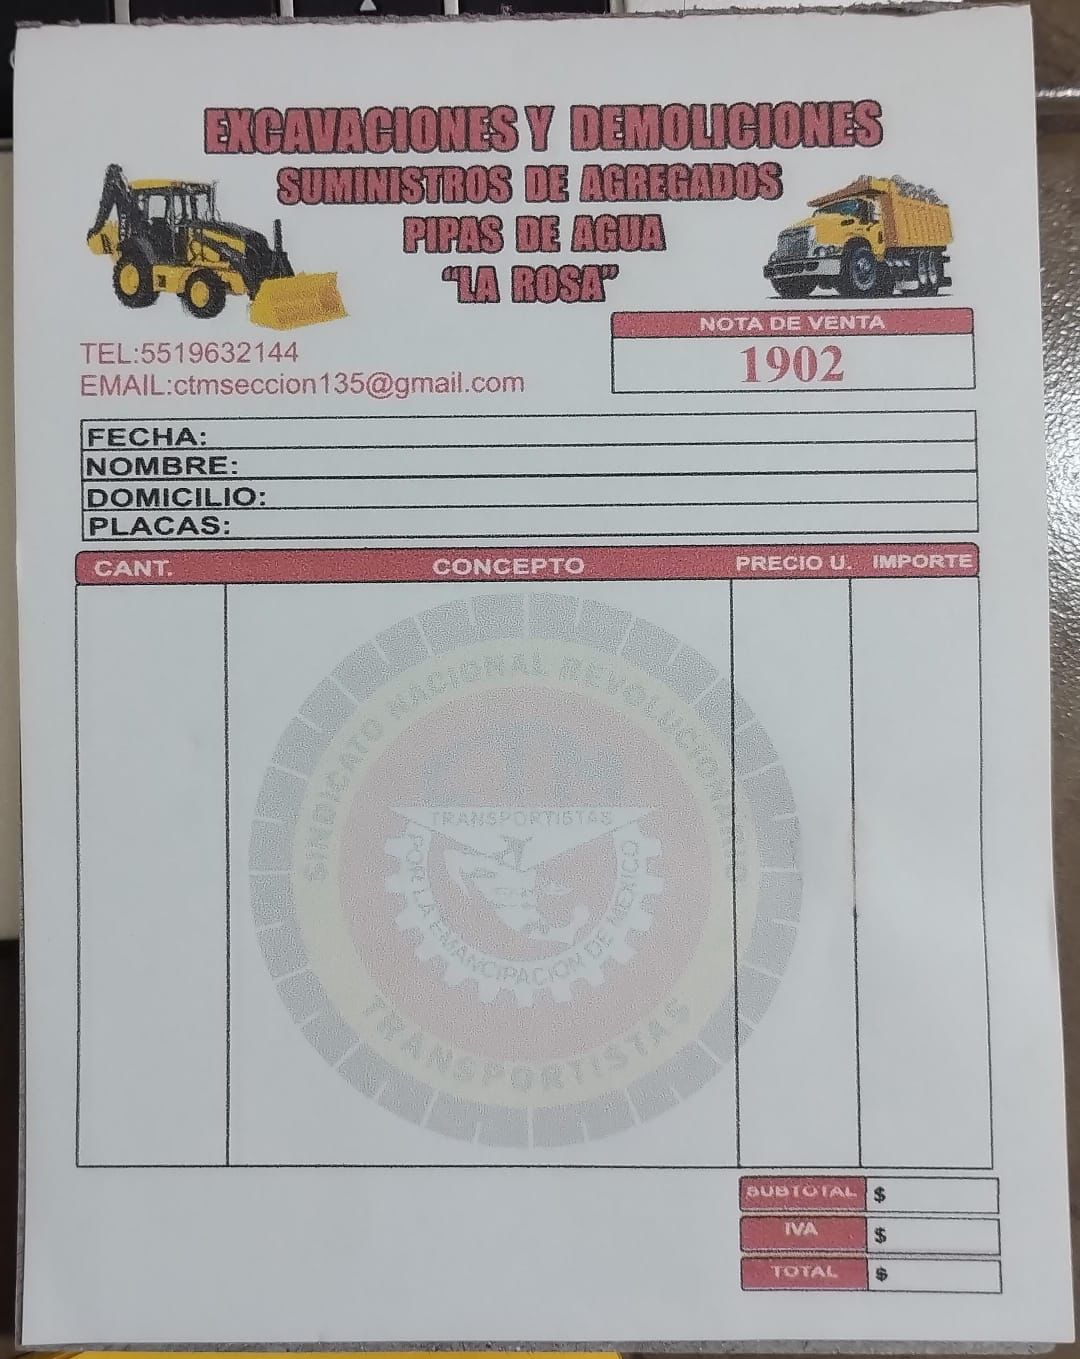 EXCAVACIONES Y DEMOLICIONES
SUMINISTROS DE AGREGADOS
PIPAS DE AGUA
“LA ROSA”
NOTA DE VENTA
1902
TEL:5519632144
EMAIL:ctmseccion135@gmail.com
FECHA:
NOMBRE:
DOMICILIO:
PLACAS:
CANT. CONCEPTO PRECIO U. IMPORTE
SINDICATO NACIONAL REVOLUCIONARIO
CTM
TRANSPORTISTAS
POR LA EMANCIPACION DE MEXICO
TRANSPORTISTAS
SUBTOTAL $
IVA $
TOTAL $